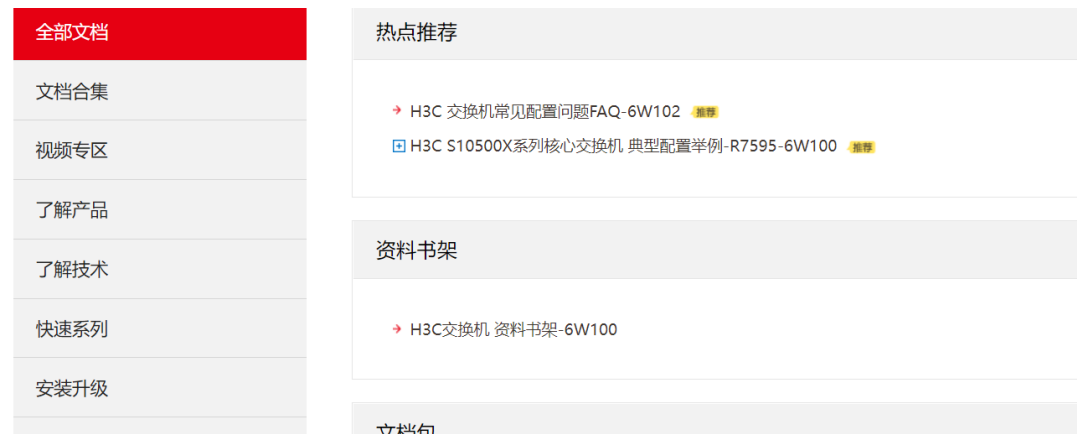 全部文档
文档合集
视频专区
了解产品
了解技术
快速系列
安装升级
热点推荐
H3C 交换机常见配置问题FAQ-6W102 推荐
H3C S10500X系列核心交换机 典型配置举例-R7595-6W100 推荐
资料书架
H3C交换机 资料书架-6W100
文档包